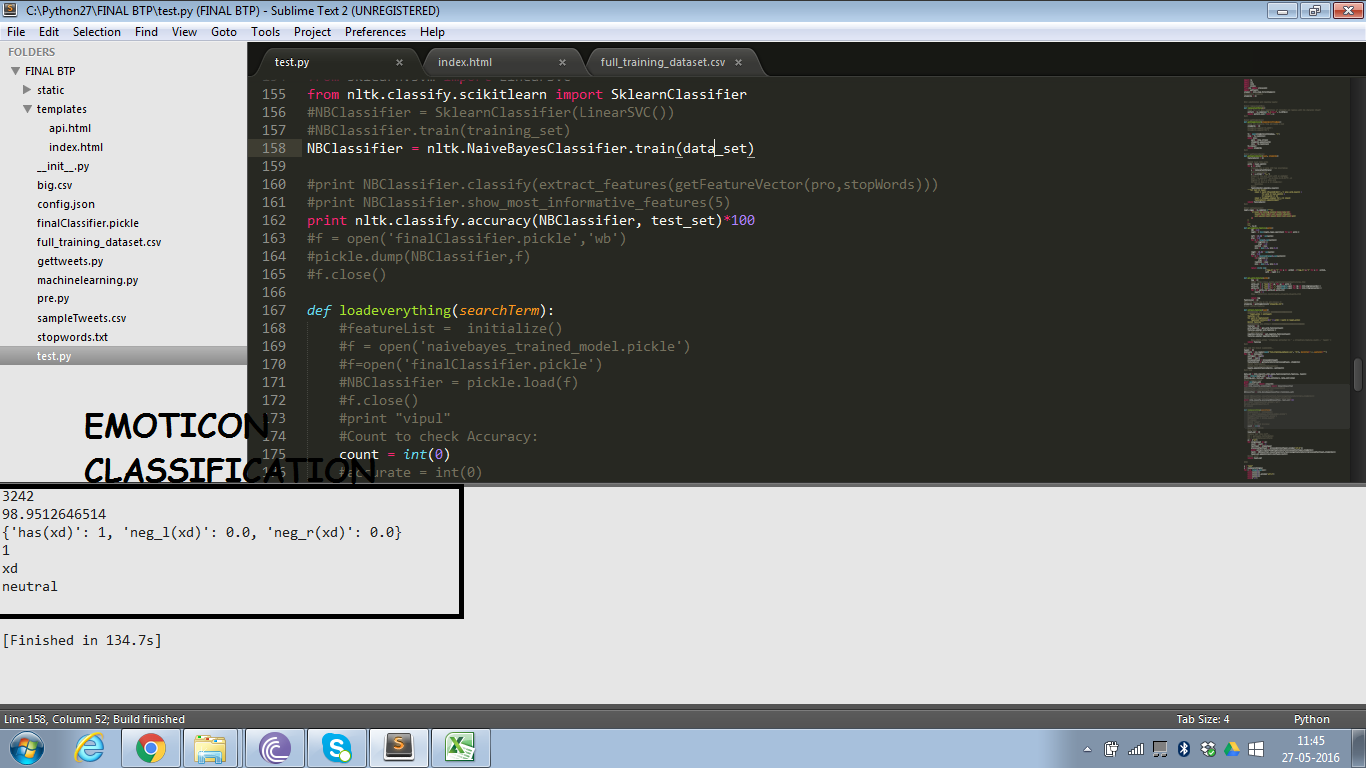 C:\Python27\FINAL BTP\test.py (FINAL BTP) - Sublime Text 2 (UNREGISTERED)
File Edit Selection Find View Goto Tools Project Preferences Help
FOLDERS
FINAL BTP
static
templates
api.html
index.html
__init__.py
big.csv
config.json
finalClassifier.pickle
full_training_dataset.csv
gettweets.py
machinelearning.py
pre.py
sampleTweets.csv
stopwords.txt
test.py
test.py × index.html × full_training_dataset.csv ×
155 from nltk.classify.scikitlearn import SklearnClassifier
156 #NBClassifier = SklearnClassifier(LinearSVC())
157 #NBClassifier.train(training_set)
158 NBClassifier = nltk.NaiveBayesClassifier.train(data_set)
159
160 #print NBClassifier.classify(extract_features(getFeatureVector(pro,stopWords)))
161 #print NBClassifier.show_most_informative_features(5)
162 print nltk.classify.accuracy(NBClassifier, test_set)*100
163 #f = open('finalClassifier.pickle','wb')
164 #pickle.dump(NBClassifier,f)
165 #f.close()
166
167 def loadeverything(searchTerm):
168 #featureList =  initialize()
169 #f = open('naivebayes_trained_model.pickle')
170 #f=open('finalClassifier.pickle')
171 #NBClassifier = pickle.load(f)
172 #f.close()
173 #print "vipul"
174 #Count to check Accuracy:
175 count = int(0)
176 #accurate = int(0)
EMOTICON
CLASSIFICATION
3242
98.9512646514
{'has(xd)': 1, 'neg_l(xd)': 0.0, 'neg_r(xd)': 0.0}
1
xd
neutral
[Finished in 134.7s]
Line 158, Column 52; Build finished Tab Size: 4 Python
11:45
27-05-2016